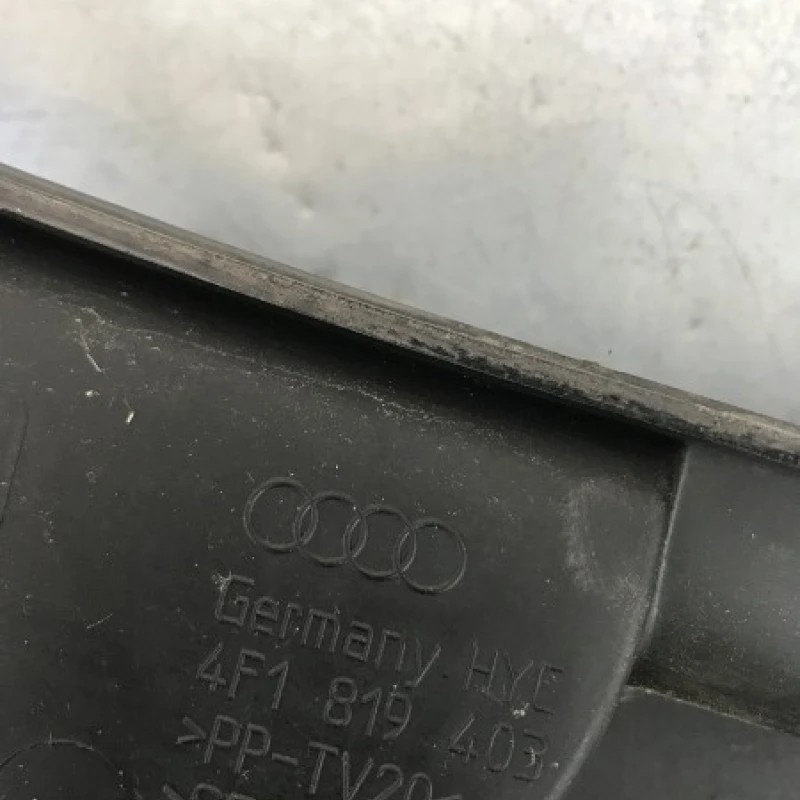 Germany HYE
4F1 819 403
>PP-TV20<